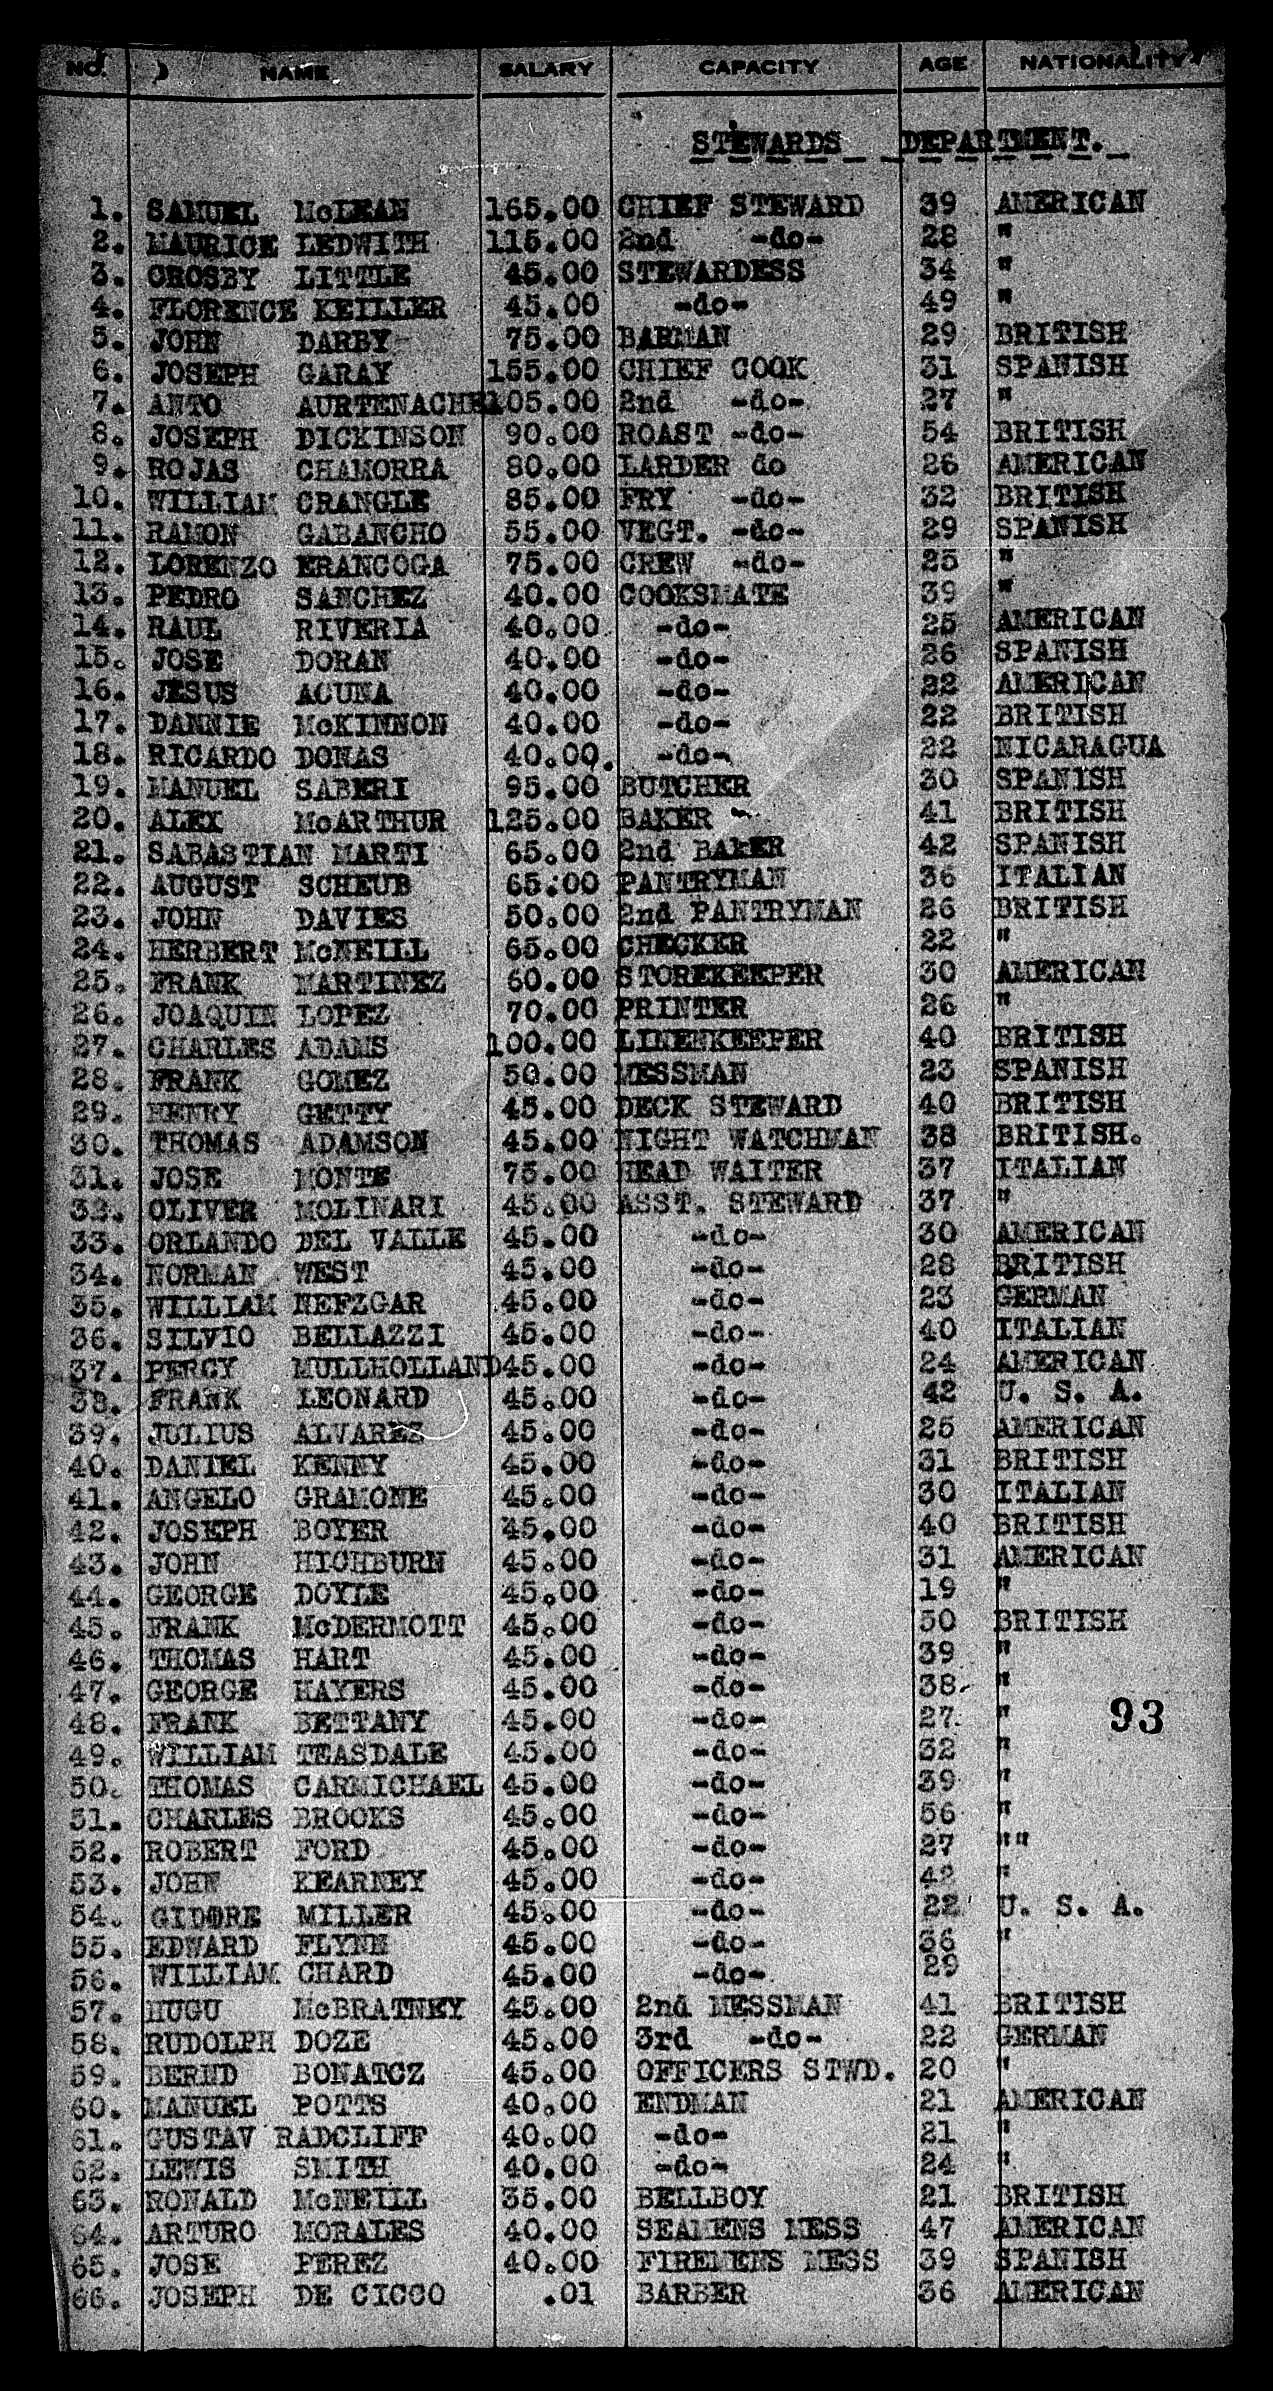 NO. NAME SALARY CAPACITY AGE NATIONALITY
STEWARDS DEPARTMENT.
1. SAMUEL McLEAN 165.00 CHIEF STEWARD 39 AMERICAN
2. MAURICE LEDWITH 115.00 2nd -do- 28 "
3. CROSBY LITTLE 45.00 STEWARDESS 34 "
4. FLORENCE KEILLER 45.00 -do- 49 "
5. JOHN DARBY 75.00 BARMAN 29 BRITISH
6. JOSEPH GARAY 155.00 CHIEF COOK 31 SPANISH
7. ANTO AURTENACHE 105.00 2nd -do- 27 "
8. JOSEPH DICKINSON 90.00 ROAST -do- 54 BRITISH
9. ROJAS CHAMORRA 80.00 LARDER do 26 AMERICAN
10. WILLIAM CRANGLE 85.00 FRY -do- 32 BRITISH
11. RAMON GABANCHO 55.00 VEGT. -do- 29 SPANISH
12. LORENZO ERANCOGA 75.00 CREW -do- 25 "
13. PEDRO SANCHEZ 40.00 COOKSMATE 39 "
14. RAUL RIVERIA 40.00 -do- 25 AMERICAN
15. JOSE DORAN 40.00 -do- 26 SPANISH
16. JESUS ACUNA 40.00 -do- 22 AMERICAN
17. DANNIE McKINNON 40.00 -do- 22 BRITISH
18. RICARDO DONAS 40.00. -do- 22 NICARAGUA
19. MANUEL SABERI 95.00 BUTCHER 30 SPANISH
20. ALEX McARTHUR 125.00 BAKER 41 BRITISH
21. SABASTIAN MARTI 65.00 2nd BAKER 42 SPANISH
22. AUGUST SCHEUB 65.00 PANTRYMAN 36 ITALIAN
23. JOHN DAVIES 50.00 2nd PANTRYMAN 26 BRITISH
24. HERBERT McNEILL 65.00 CHECKER 22 "
25. FRANK MARTINEZ 60.00 STOREKEEPER 30 AMERICAN
26. JOAQUIN LOPEZ 70.00 PRINTER 26 "
27. CHARLES ADAMS 100.00 LINENKEEPER 40 BRITISH
28. FRANK GOMEZ 50.00 MESSMAN 23 SPANISH
29. HENRY GETTY 45.00 DECK STEWARD 40 BRITISH
30. THOMAS ADAMSON 45.00 NIGHT WATCHMAN 38 BRITISH.
31. JOSE MONTE 75.00 HEAD WAITER 37 ITALIAN
32. OLIVER MOLINARI 45.00 ASST. STEWARD 37 "
33. ORLANDO DEL VALLE 45.00 -do- 30 AMERICAN
34. NORMAN WEST 45.00 -do- 28 BRITISH
35. WILLIAM NEFZGAR 45.00 -do- 23 GERMAN
36. SILVIO BELLAZZI 45.00 -do- 40 ITALIAN
37. PERCY MULLHOLLAND 45.00 -do- 24 AMERICAN
38. FRANK LEONARD 45.00 -do- 42 U. S. A.
39. JULIUS ALVAREZ 45.00 -do- 25 AMERICAN
40. DANIEL KENNY 45.00 -do- 31 BRITISH
41. ANGELO GRAMONE 45.00 -do- 30 ITALIAN
42. JOSEPH BOYER 45.00 -do- 40 BRITISH
43. JOHN HICHBURN 45.00 -do- 31 AMERICAN
44. GEORGE DOYLE 45.00 -do- 19 "
45. FRANK McDERMOTT 45.00 -do- 50 BRITISH
46. THOMAS HART 45.00 -do- 39 "
47. GEORGE HAYERS 45.00 -do- 38 "
48. FRANK BETTANY 45.00 -do- 27 " 93
49. WILLIAM TEASDALE 45.00 -do- 32 "
50. THOMAS CARMICHAEL 45.00 -do- 39 "
51. CHARLES BROOKS 45.00 -do- 56 "
52. ROBERT FORD 45.00 -do- 27 ""
53. JOHN KEARNEY 45.00 -do- 42 "
54. GIDORE MILLER 45.00 -do- 22 U. S. A.
55. EDWARD FLYNN 45.00 -do- 36 "
56. WILLIAM CHARD 45.00 -do- 29
57. HUGU McBRATNEY 45.00 2nd MESSMAN 41 BRITISH
58. RUDOLPH DOZE 45.00 3rd -do- 22 GERMAN
59. BERND BONATCZ 45.00 OFFICERS STWD. 20 "
60. MANUEL POTTS 40.00 ENDMAN 21 AMERICAN
61. GUSTAV RADCLIFF 40.00 -do- 21 "
62. LEWIS SMITH 40.00 -do- 24 "
63. RONALD McNEILL 35.00 BELLBOY 21 BRITISH
64. ARTURO MORALES 40.00 SEAMENS MESS 47 AMERICAN
65. JOSE PEREZ 40.00 FIREMENS MESS 39 SPANISH
66. JOSEPH DE CICCO .01 BARBER 36 AMERICAN